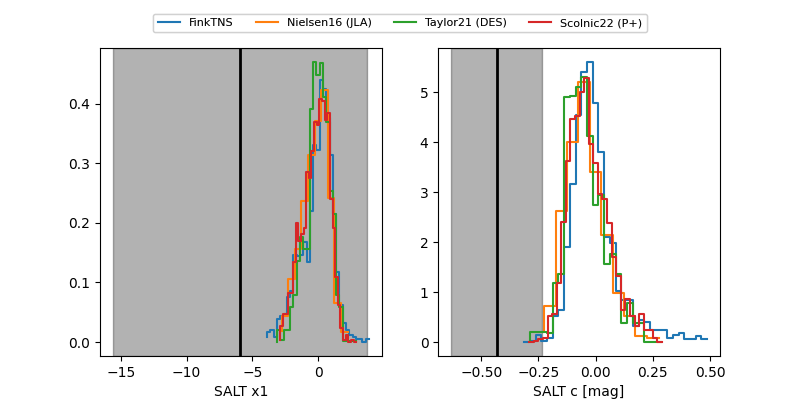 FinkTNS Nielsen16 (JLA) Taylor21 (DES) Scolnic22 (P+)
0.4
0.3
0.2
0.1
0.0
−15 −10 −5 0
SALT x1
5
4
3
2
1
0
−0.50 −0.25 0.00 0.25 0.50
SALT c [mag]